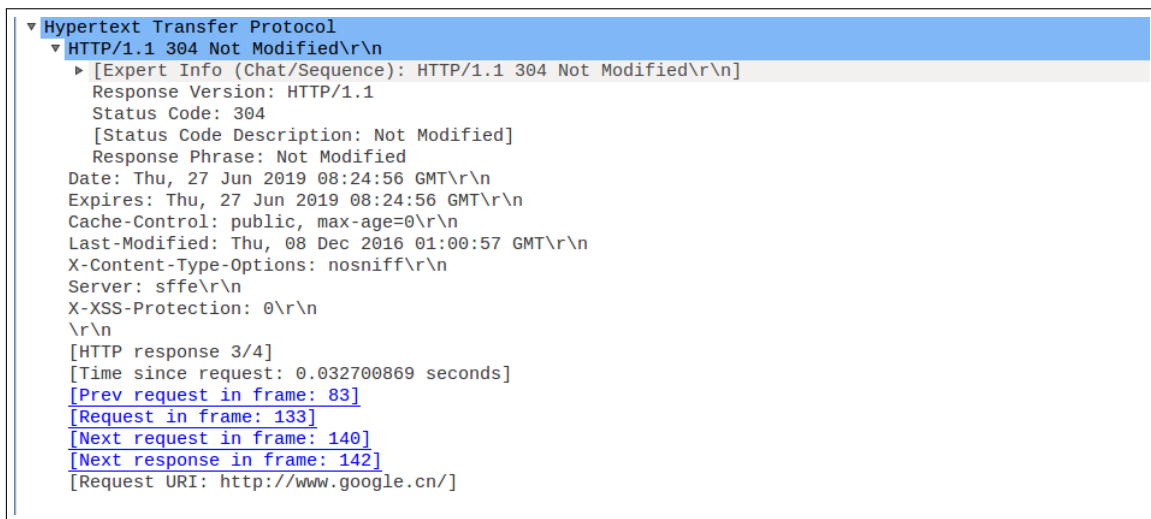 Hypertext Transfer Protocol
HTTP/1.1 304 Not Modified\r\n
[Expert Info (Chat/Sequence): HTTP/1.1 304 Not Modified\r\n]
Response Version: HTTP/1.1
Status Code: 304
[Status Code Description: Not Modified]
Response Phrase: Not Modified
Date: Thu, 27 Jun 2019 08:24:56 GMT\r\n
Expires: Thu, 27 Jun 2019 08:24:56 GMT\r\n
Cache-Control: public, max-age=0\r\n
Last-Modified: Thu, 08 Dec 2016 01:00:57 GMT\r\n
X-Content-Type-Options: nosniff\r\n
Server: sffe\r\n
X-XSS-Protection: 0\r\n
\r\n
[HTTP response 3/4]
[Time since request: 0.032700869 seconds]
[Prev request in frame: 83]
[Request in frame: 133]
[Next request in frame: 140]
[Next response in frame: 142]
[Request URI: http://www.google.cn/]